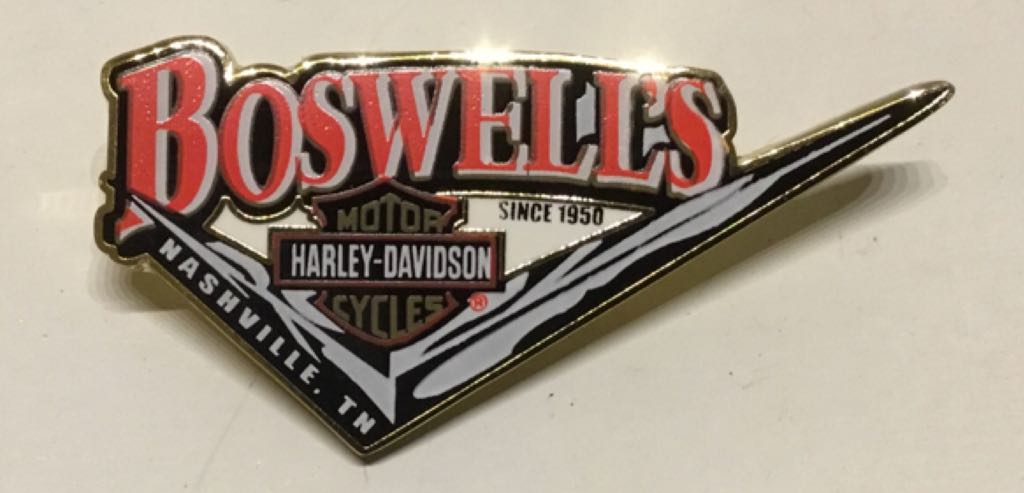 BOSWELL'S
SINCE 1950
MOTOR
HARLEY-DAVIDSON
CYCLES ®
NASHVILLE, TN